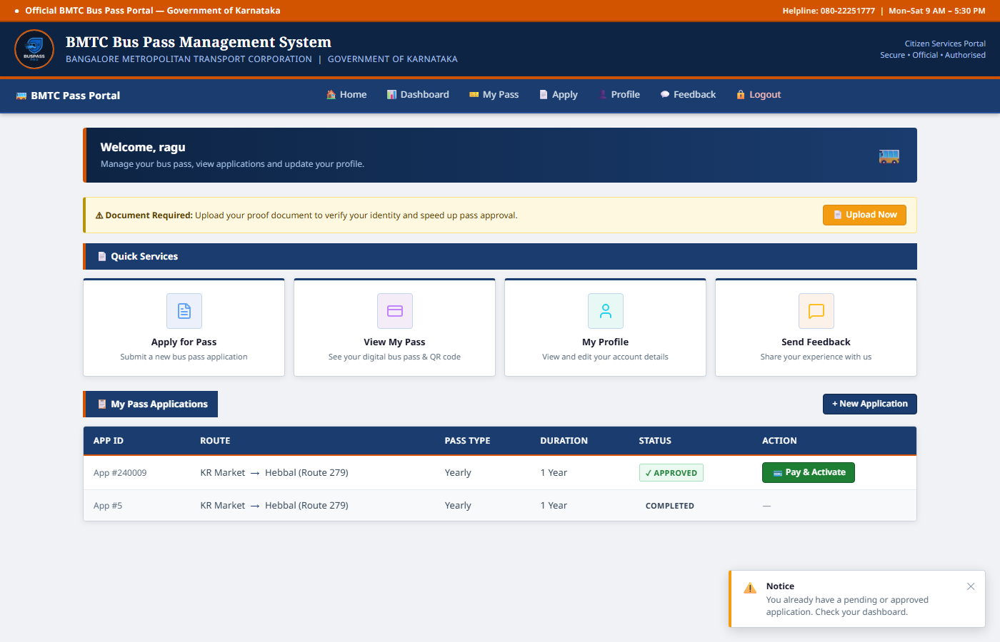 Official BMTC Bus Pass Portal — Government of Karnataka
Helpline: 080-22251777 | Mon–Sat 9 AM – 5:30 PM
BUSPASS
PRO
BMTC Bus Pass Management System
BANGALORE METROPOLITAN TRANSPORT CORPORATION | GOVERNMENT OF KARNATAKA
Citizen Services Portal
Secure • Official • Authorised
BMTC Pass Portal
Home Dashboard My Pass Apply Profile Feedback Logout
Welcome, ragu
Manage your bus pass, view applications and update your profile.
⚠ Document Required: Upload your proof document to verify your identity and speed up pass approval.
Upload Now
Quick Services
Apply for Pass
Submit a new bus pass application
View My Pass
See your digital bus pass & QR code
My Profile
View and edit your account details
Send Feedback
Share your experience with us
My Pass Applications
+ New Application
APP ID ROUTE PASS TYPE DURATION STATUS ACTION
App #240009 KR Market → Hebbal (Route 279) Yearly 1 Year ✓ APPROVED Pay & Activate
App #5 KR Market → Hebbal (Route 279) Yearly 1 Year COMPLETED —
Notice
You already have a pending or approved
application. Check your dashboard.